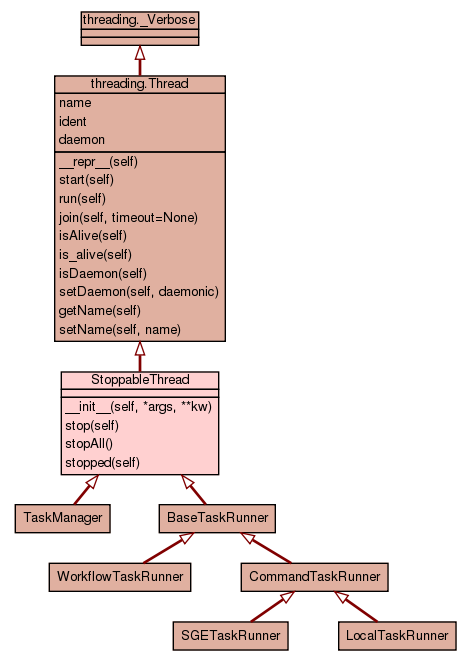 threading._Verbose
threading.Thread
name
ident
daemon
__repr__(self)
start(self)
run(self)
join(self, timeout=None)
isAlive(self)
is_alive(self)
isDaemon(self)
setDaemon(self, daemonic)
getName(self)
setName(self, name)
StoppableThread
__init__(self, *args, **kw)
stop(self)
stopAll()
stopped(self)
TaskManager
BaseTaskRunner
WorkflowTaskRunner
CommandTaskRunner
SGETaskRunner
LocalTaskRunner